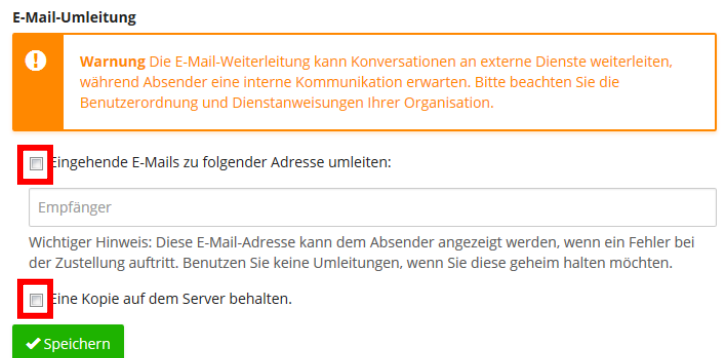 E-Mail-Umleitung
Warnung Die E-Mail-Weiterleitung kann Konversationen an externe Dienste weiterleiten,
während Absender eine interne Kommunikation erwarten. Bitte beachten Sie die
Benutzerordnung und Dienstanweisungen Ihrer Organisation.
Eingehende E-Mails zu folgender Adresse umleiten:
Empfänger
Wichtiger Hinweis: Diese E-Mail-Adresse kann dem Absender angezeigt werden, wenn ein Fehler bei
der Zustellung auftritt. Benutzen Sie keine Umleitungen, wenn Sie diese geheim halten möchten.
Eine Kopie auf dem Server behalten.
Speichern